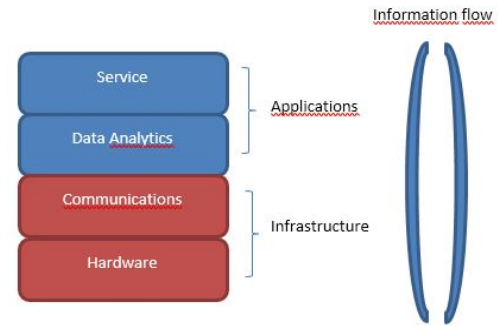 Information flow
Service
Applications
Data Analytics
Communications
Infrastructure
Hardware